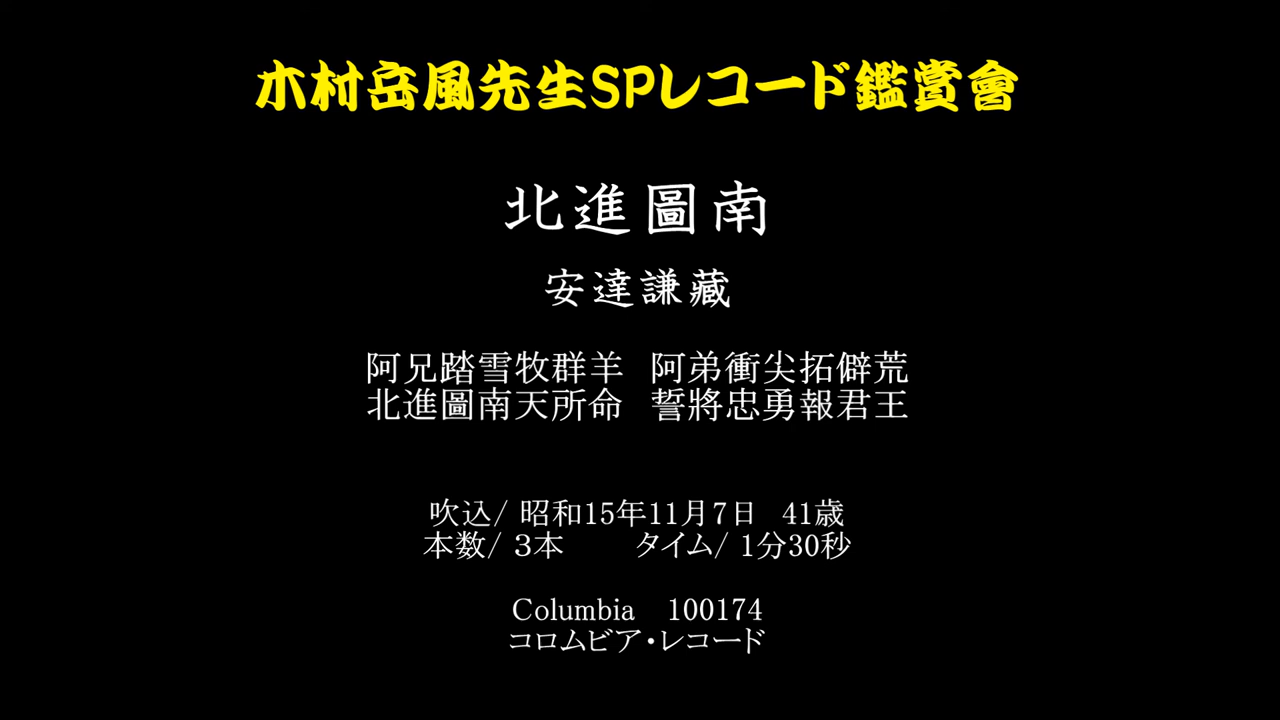 木村岳風先生SPレコード鑑賞會
北進圖南
安達謙藏
阿兄踏雪牧群羊 阿弟衝尖拓僻荒
北進圖南天所命 誓將忠勇報君王
吹込/ 昭和15年11月7日 41歳
本数/ 3本 タイム/ 1分30秒
Columbia 100174
コロムビア・レコード